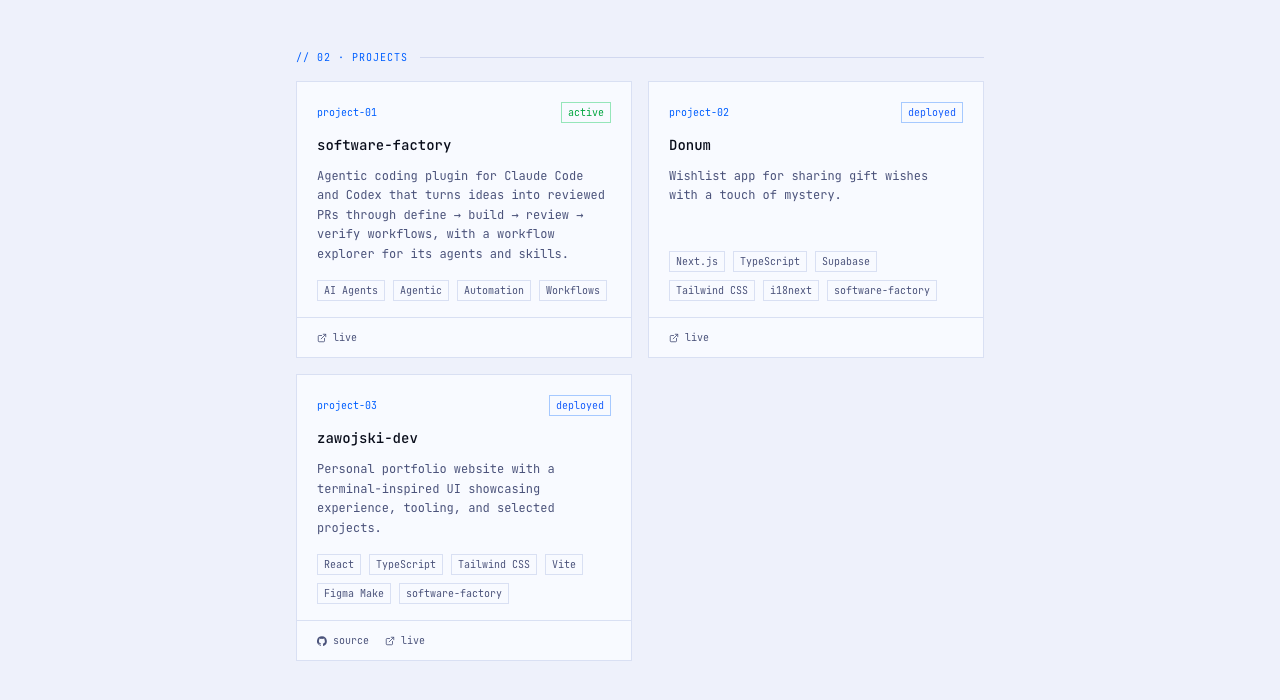 // 02 · PROJECTS
project-01
active
software-factory
Agentic coding plugin for Claude Code
and Codex that turns ideas into reviewed
PRs through define → build → review →
verify workflows, with a workflow
explorer for its agents and skills.
AI Agents
Agentic
Automation
Workflows
live
project-02
deployed
Donum
Wishlist app for sharing gift wishes
with a touch of mystery.
Next.js
TypeScript
Supabase
Tailwind CSS
i18next
software-factory
live
project-03
deployed
zawojski-dev
Personal portfolio website with a
terminal-inspired UI showcasing
experience, tooling, and selected
projects.
React
TypeScript
Tailwind CSS
Vite
Figma Make
software-factory
source
live